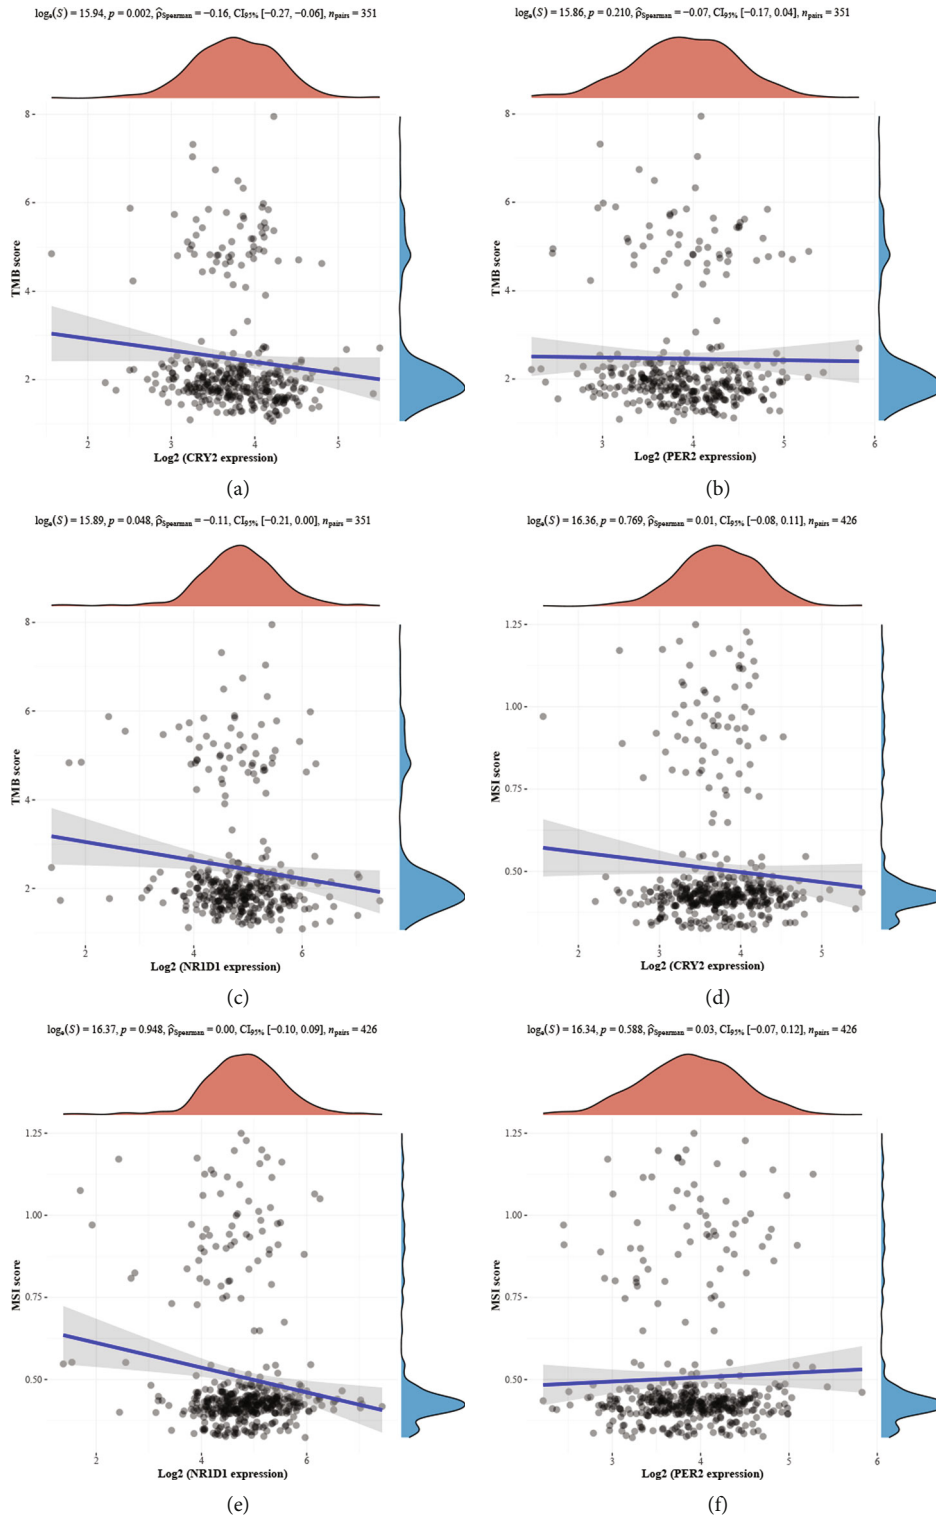 logₑ(S) = 15.94, p = 0.002, ρ̂Spearman = −0.16, CI95% [−0.27, −0.06], npairs = 351
8
6
4
2
TMB score
2 3 4 5
Log2 (CRY2 expression)
(a)
logₑ(S) = 15.86, p = 0.210, ρ̂Spearman = −0.07, CI95% [−0.17, 0.04], npairs = 351
8
6
4
2
TMB score
3 4 5 6
Log2 (PER2 expression)
(b)
logₑ(S) = 15.89, p = 0.048, ρ̂Spearman = −0.11, CI95% [−0.21, 0.00], npairs = 351
8
6
4
2
TMB score
2 4 6
Log2 (NR1D1 expression)
(c)
logₑ(S) = 16.36, p = 0.769, ρ̂Spearman = 0.01, CI95% [−0.08, 0.11], npairs = 426
1.25
1.00
0.75
0.50
MSI score
2 3 4 5
Log2 (CRY2 expression)
(d)
logₑ(S) = 16.37, p = 0.948, ρ̂Spearman = 0.00, CI95% [−0.10, 0.09], npairs = 426
1.25
1.00
0.75
0.50
MSI score
2 4 6
Log2 (NR1D1 expression)
(e)
logₑ(S) = 16.34, p = 0.588, ρ̂Spearman = 0.03, CI95% [−0.07, 0.12], npairs = 426
1.25
1.00
0.75
0.50
MSI score
3 4 5 6
Log2 (PER2 expression)
(f)